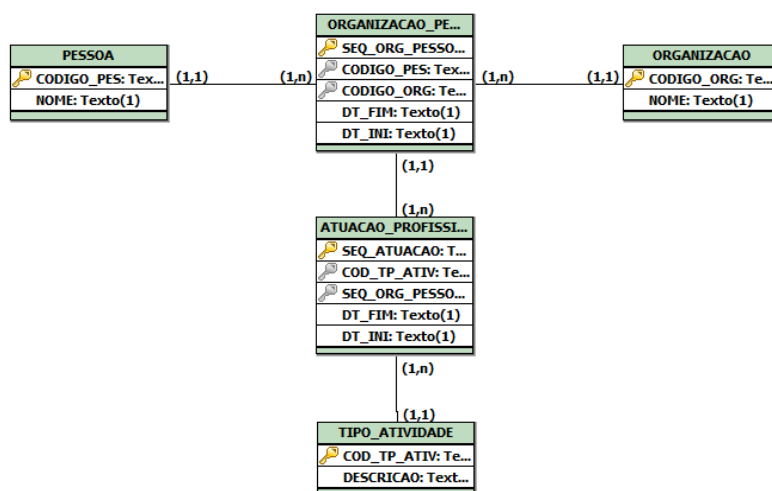 ORGANIZACAO_PE...
SEQ_ORG_PESSO...
CODIGO_PES: Tex...
CODIGO_ORG: Te...
DT_FIM: Texto(1)
DT_INI: Texto(1)
PESSOA
CODIGO_PES: Tex...
NOME: Texto(1)
(1,1)
(1,n)
(1,n)
(1,1)
ORGANIZACAO
CODIGO_ORG: Te...
NOME: Texto(1)
(1,1)
(1,n)
ATUACAO_PROFISSI...
SEQ_ATUACAO: T...
COD_TP_ATIV: Te...
SEQ_ORG_PESSO...
DT_FIM: Texto(1)
DT_INI: Texto(1)
(1,n)
(1,1)
TIPO_ATIVIDADE
COD_TP_ATIV: Te...
DESCRICAO: Text...